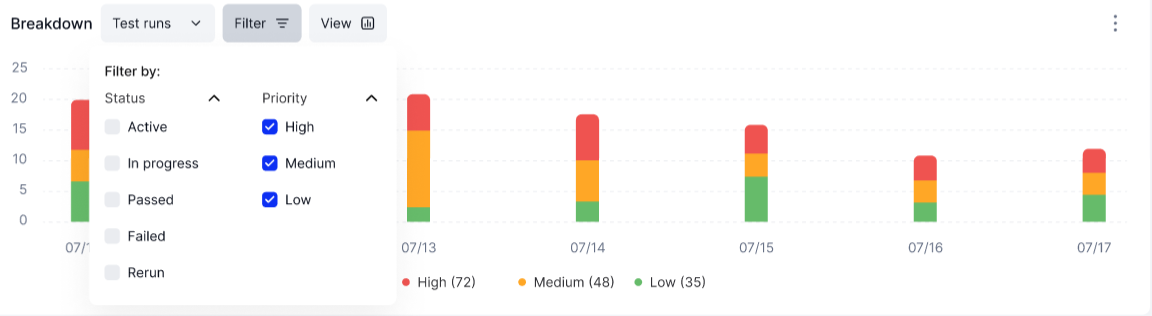 Breakdown Test runs Filter View
Filter by:
Status Priority
Active High
In progress Medium
Passed Low
Failed
Rerun
25
20
15
10
5
0
07/13 07/14 07/15 07/16 07/17
High (72) Medium (48) Low (35)